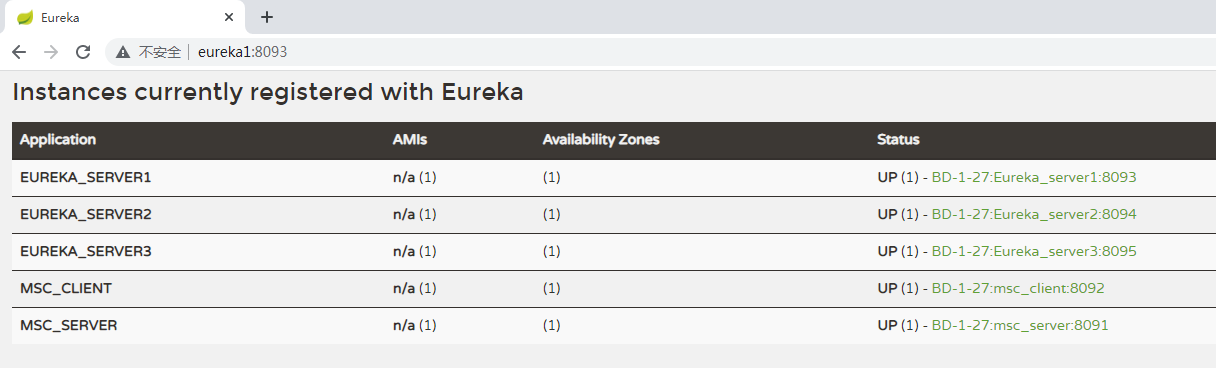 Eureka
不安全 eureka1:8093
Instances currently registered with Eureka
Application AMIs Availability Zones Status
EUREKA_SERVER1 n/a (1) (1) UP (1) - BD-1-27:Eureka_server1:8093
EUREKA_SERVER2 n/a (1) (1) UP (1) - BD-1-27:Eureka_server2:8094
EUREKA_SERVER3 n/a (1) (1) UP (1) - BD-1-27:Eureka_server3:8095
MSC_CLIENT n/a (1) (1) UP (1) - BD-1-27:msc_client:8092
MSC_SERVER n/a (1) (1) UP (1) - BD-1-27:msc_server:8091